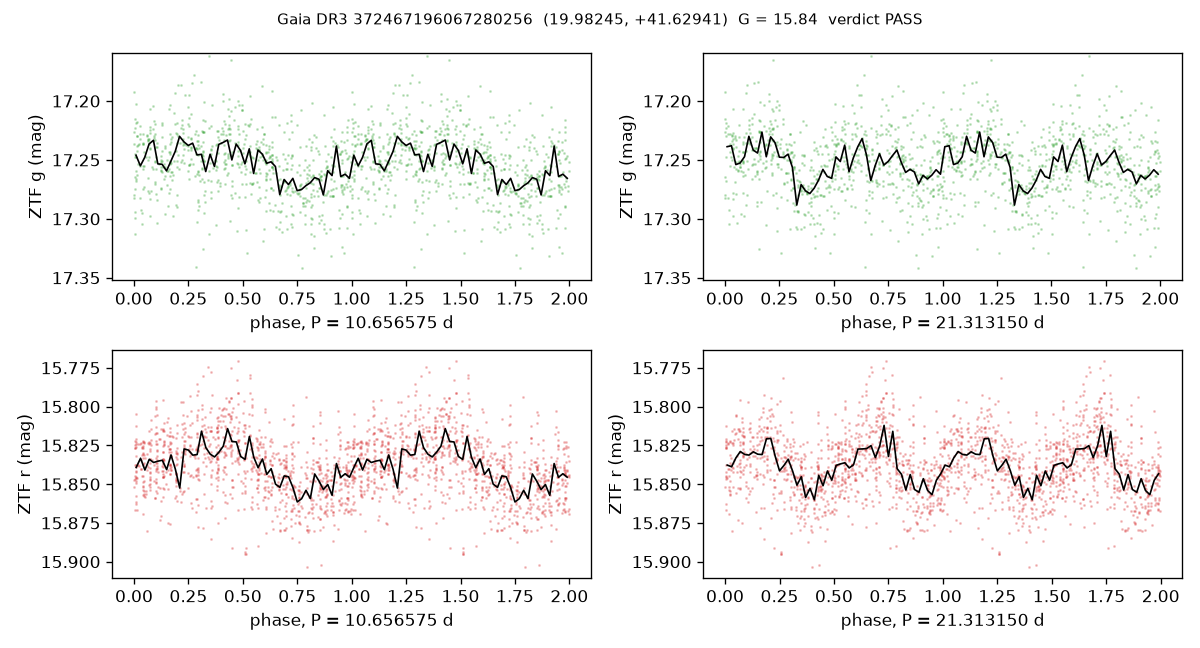 Gaia DR3 372467196067280256  (19.98245, +41.62941)  G = 15.84  verdict PASS
ZTF g (mag)
17.20
17.25
17.30
17.35
0.00 0.25 0.50 0.75 1.00 1.25 1.50 1.75 2.00
phase, P = 10.656575 d
ZTF g (mag)
17.20
17.25
17.30
17.35
0.00 0.25 0.50 0.75 1.00 1.25 1.50 1.75 2.00
phase, P = 21.313150 d
ZTF r (mag)
15.775
15.800
15.825
15.850
15.875
15.900
0.00 0.25 0.50 0.75 1.00 1.25 1.50 1.75 2.00
phase, P = 10.656575 d
ZTF r (mag)
15.775
15.800
15.825
15.850
15.875
15.900
0.00 0.25 0.50 0.75 1.00 1.25 1.50 1.75 2.00
phase, P = 21.313150 d